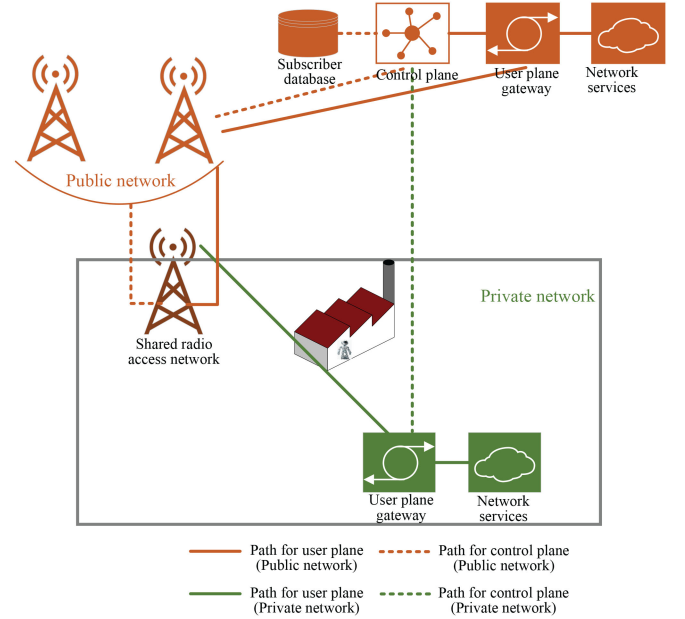 Subscriber
database
Control plane
User plane
gateway
Network
services
Public network
Private network
Shared radio
access network
User plane
gateway
Network
services
Path for user plane
(Public network)
Path for control plane
(Public network)
Path for user plane
(Private network)
Path for control plane
(Private network)